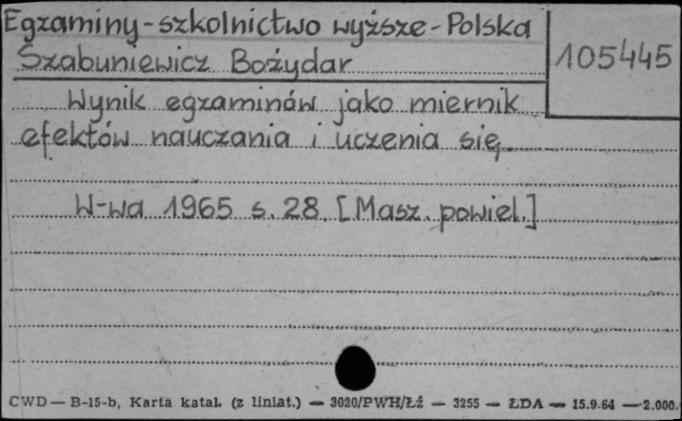 Egzaminy-szkolnictwo wyższe-Polska
105445
Szabuniewicz Bożydar
Wynik egzaminów jako miernik
efektów nauczania i uczenia się
W-wa 1965 s. 28. [Masz. powiel.]
CWD — B-15-b, Karta katal. (z liniat.) — 3020/PWH/Łź — 3255 — ŁDA — 15.9.64 — 2.000.